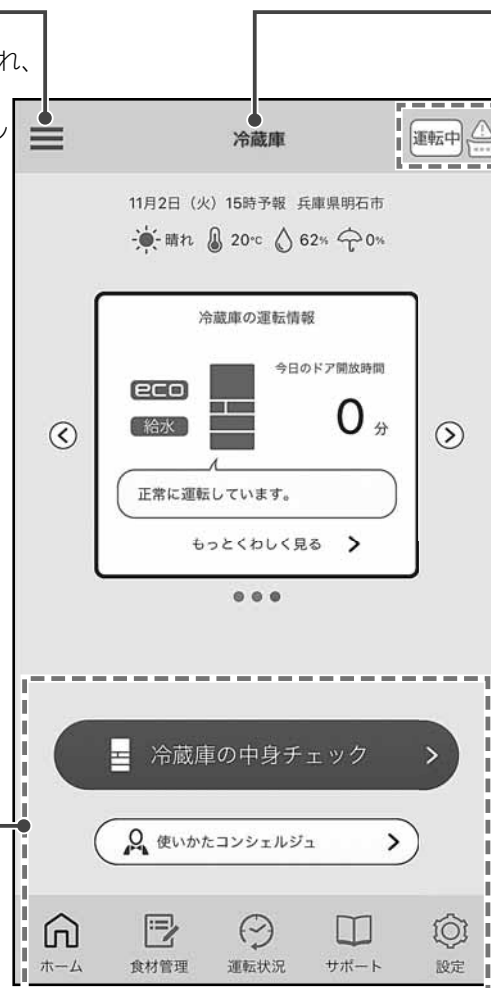 れ、
冷蔵庫
運転中
11月2日（火）15時予報 兵庫県明石市
晴れ 20℃ 62% 0%
冷蔵庫の運転情報
今日のドア開放時間
eco
給水
0 分
正常に運転しています。
もっとくわしく見る
冷蔵庫の中身チェック
使いかたコンシェルジュ
ホーム 食材管理 運転状況 サポート 設定